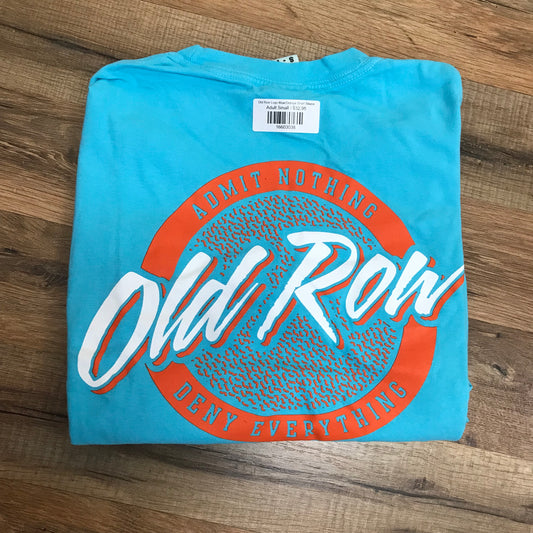 Adult Small - $32.95
ADMIT NOTHING
Old Row
DENY EVERYTHING